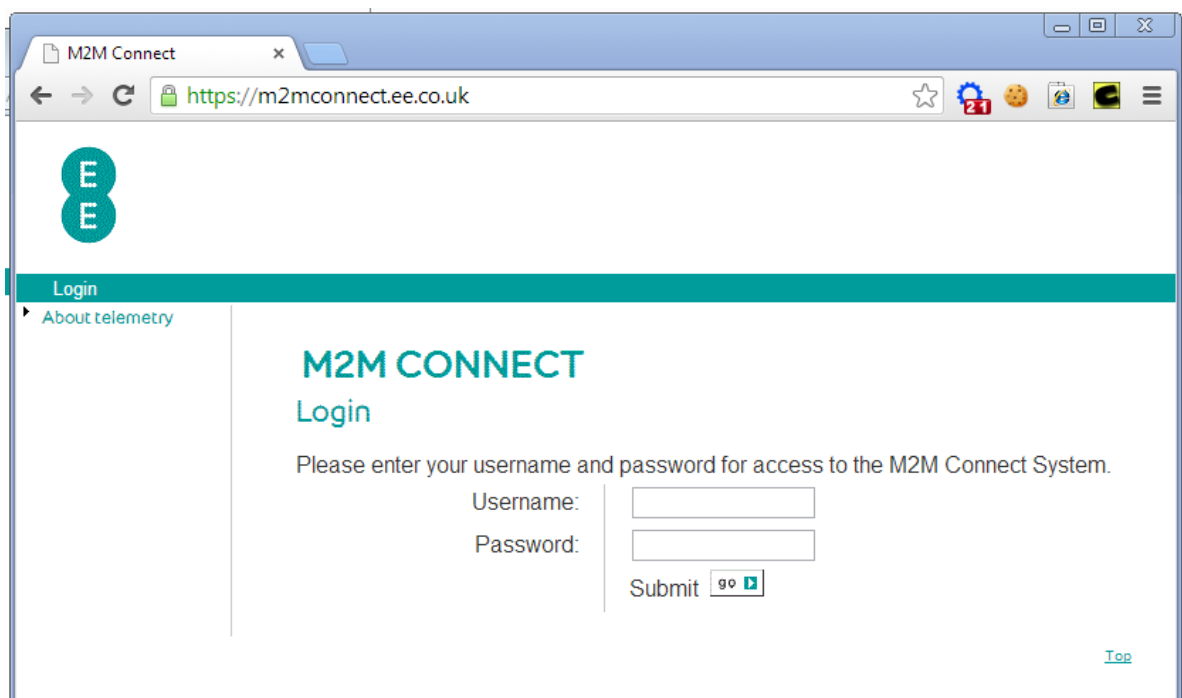 M2M Connect
https://m2mconnect.ee.co.uk
21
E
E
Login
About telemetry
M2M CONNECT
Login
Please enter your username and password for access to the M2M Connect System.
Username:
Password:
Submit go
Top